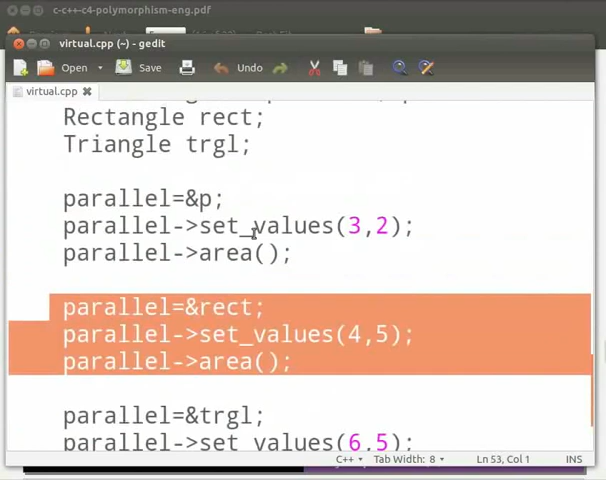 c-c++-c4-polymorphism-eng.pdf
virtual.cpp (~) - gedit
Open Save Undo
virtual.cpp
Rectangle rect;
Triangle trgl;
parallel=&p;
parallel->set_values(3,2);
parallel->area();
parallel=&rect;
parallel->set_values(4,5);
parallel->area();
parallel=&trgl;
parallel->set_values(6,5);
C++ Tab Width: 8 Ln 53, Col 1 INS